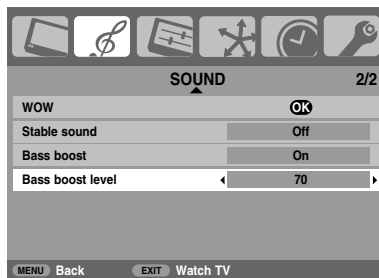 SOUND 2/2
WOW OK
Stable sound Off
Bass boost On
Bass boost level 70
MENU Back EXIT Watch TV